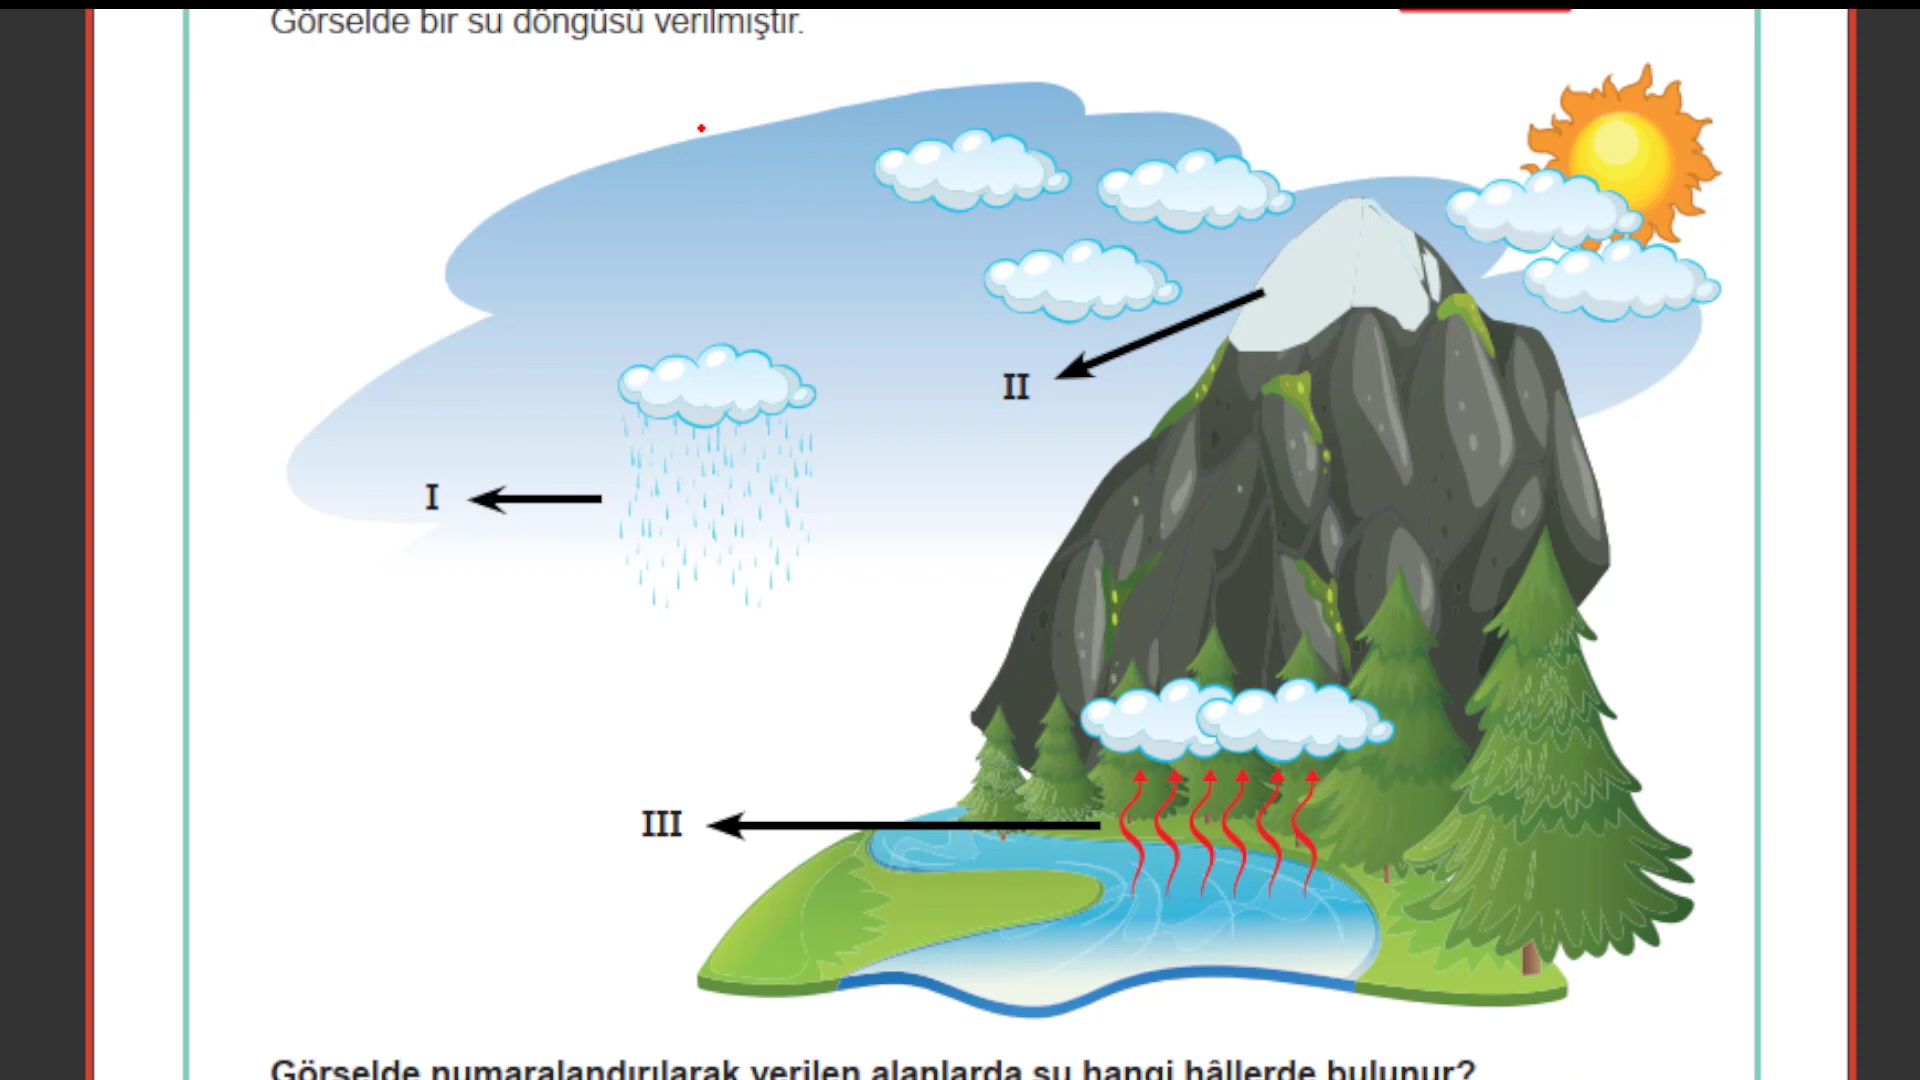 Görselde bir su döngüsü verilmiştir.
II
I
III
Görselde numaralandırılarak verilen alanlarda su hangi hâllerde bulunur?